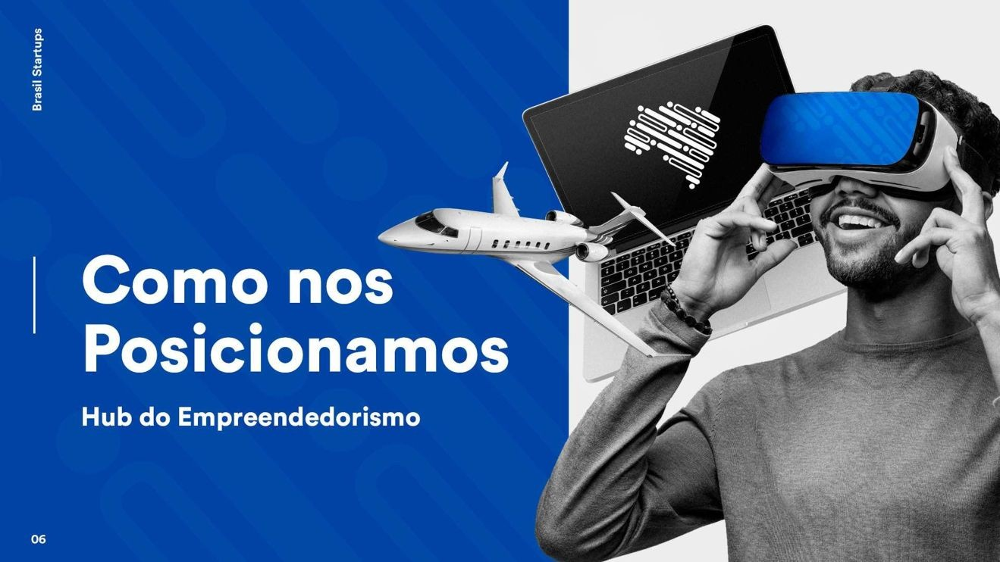 Brasil Startups
Como nos
Posicionamos
Hub do Empreendedorismo
06